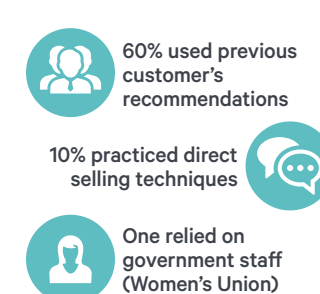 60% used previous
customer's
recommendations
10% practiced direct
selling techniques
One relied on
government staff
(Women's Union)